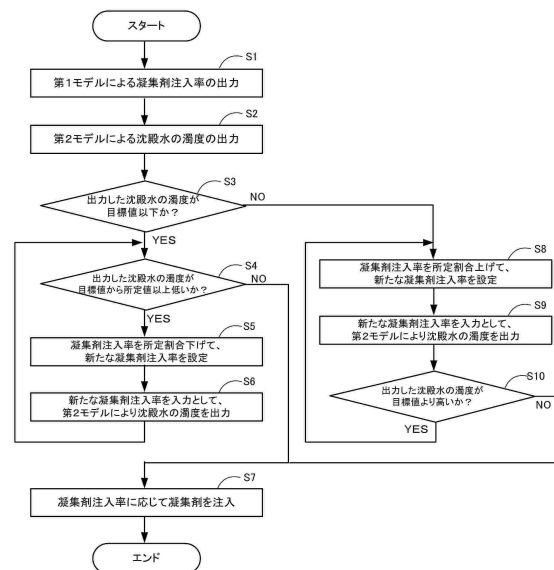 スタート
S1
第1モデルによる凝集剤注入率の出力
S2
第2モデルによる沈殿水の濁度の出力
S3
出力した沈殿水の濁度が
目標値以下か?
NO
YES
S4
出力した沈殿水の濁度が
目標値から所定値以上低いか?
NO
YES
S5
凝集剤注入率を所定割合下げて、
新たな凝集剤注入率を設定
S6
新たな凝集剤注入率を入力として、
第2モデルにより沈殿水の濁度を出力
S8
凝集剤注入率を所定割合上げて、
新たな凝集剤注入率を設定
S9
新たな凝集剤注入率を入力として、
第2モデルにより沈殿水の濁度を出力
S10
出力した沈殿水の濁度が
目標値より高いか?
NO
YES
S7
凝集剤注入率に応じて凝集剤を注入
エンド